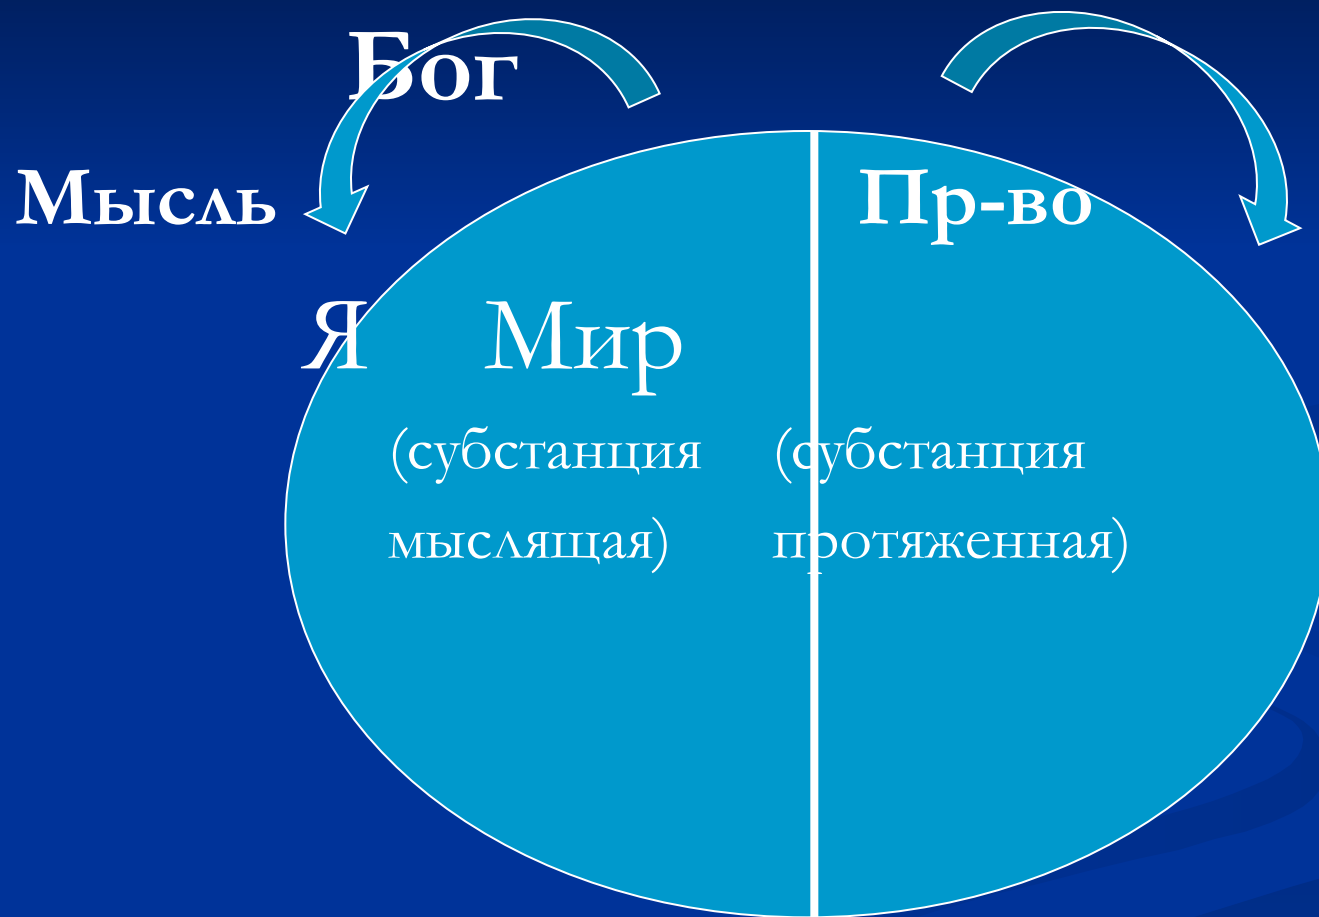 Бог
Мысль Пр-во
Я Мир
(субстанция (субстанция
мыслящая) протяженная)